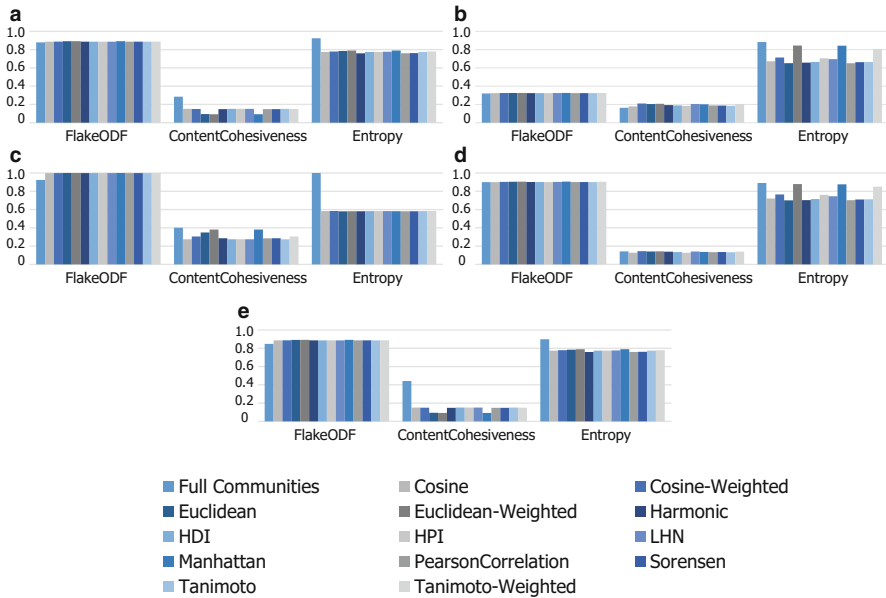 a
1.0
0.8
0.6
0.4
0.2
0
FlakeODF ContentCohesiveness Entropy
b
1.0
0.8
0.6
0.4
0.2
0
FlakeODF ContentCohesiveness Entropy
c
1.0
0.8
0.6
0.4
0.2
0
FlakeODF ContentCohesiveness Entropy
d
1.0
0.8
0.6
0.4
0.2
0
FlakeODF ContentCohesiveness Entropy
e
1.0
0.8
0.6
0.4
0.2
0
FlakeODF ContentCohesiveness Entropy
Full Communities Cosine Cosine-Weighted
Euclidean Euclidean-Weighted Harmonic
HDI HPI LHN
Manhattan PearsonCorrelation Sorensen
Tanimoto Tanimoto-Weighted